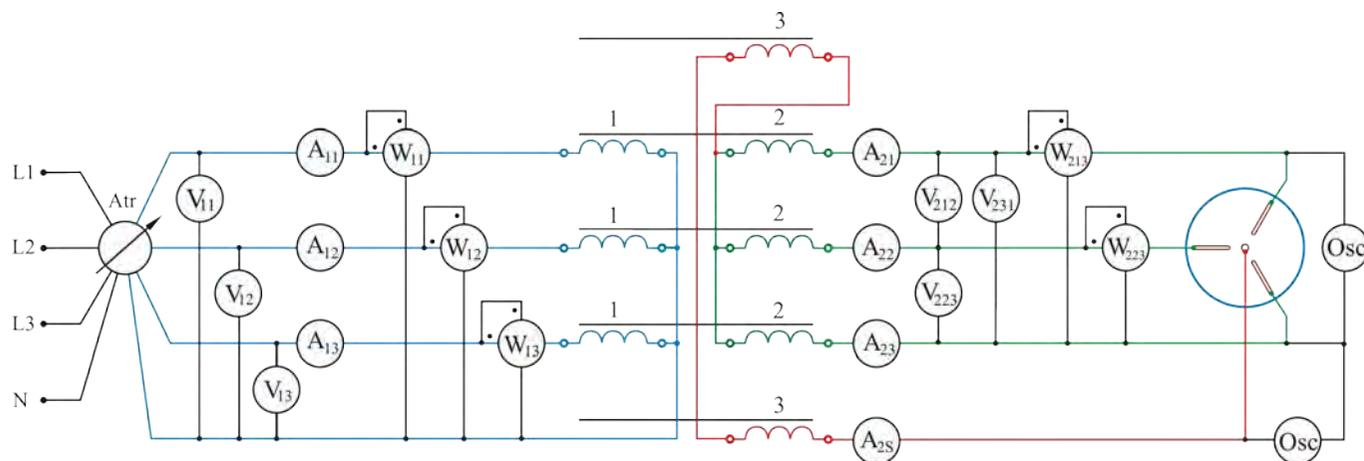 3
1 2
L1 Atr V11 A11 W11 A21 V212 V231 W213
1 2
L2 V12 A12 W12 A22 V223 W223 Osc
1 2
L3 V13 A13 W13 A23
N
3
A2S Osc